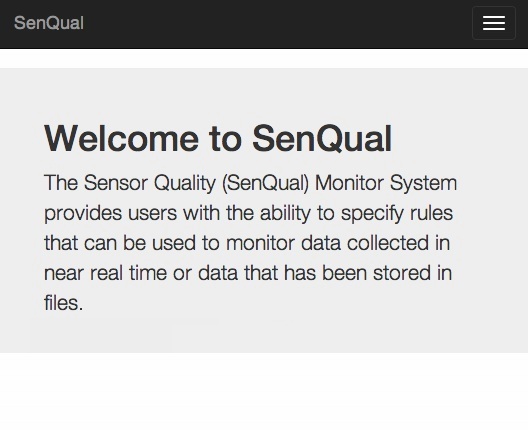 SenQual
Welcome to SenQual
The Sensor Quality (SenQual) Monitor System
provides users with the ability to specify rules
that can be used to monitor data collected in
near real time or data that has been stored in
files.